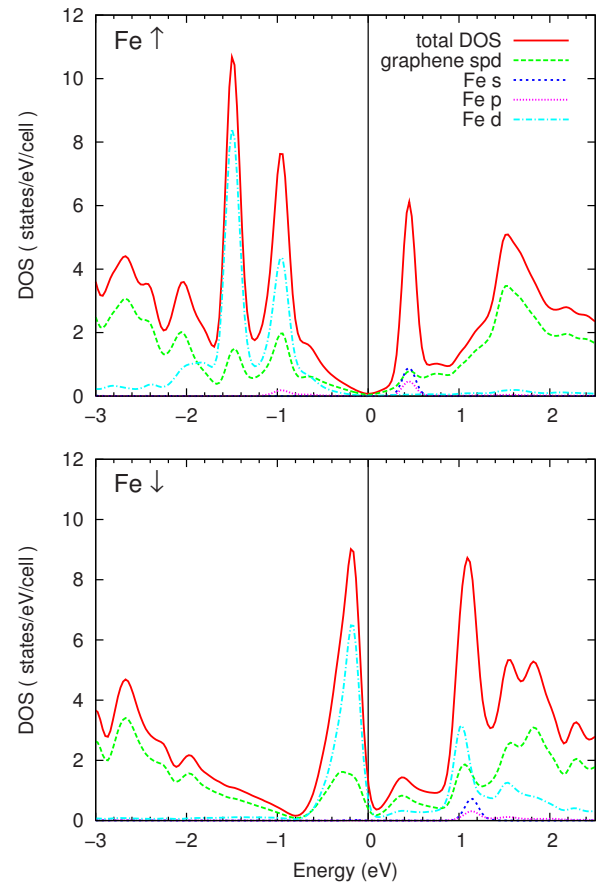 Fe ↑
total DOS
graphene spd
Fe s
Fe p
Fe d
DOS ( states/eV/cell )
12
10
8
6
4
2
0
−3 −2 −1 0 1 2
Fe ↓
DOS ( states/eV/cell )
12
10
8
6
4
2
0
−3 −2 −1 0 1 2
Energy (eV)